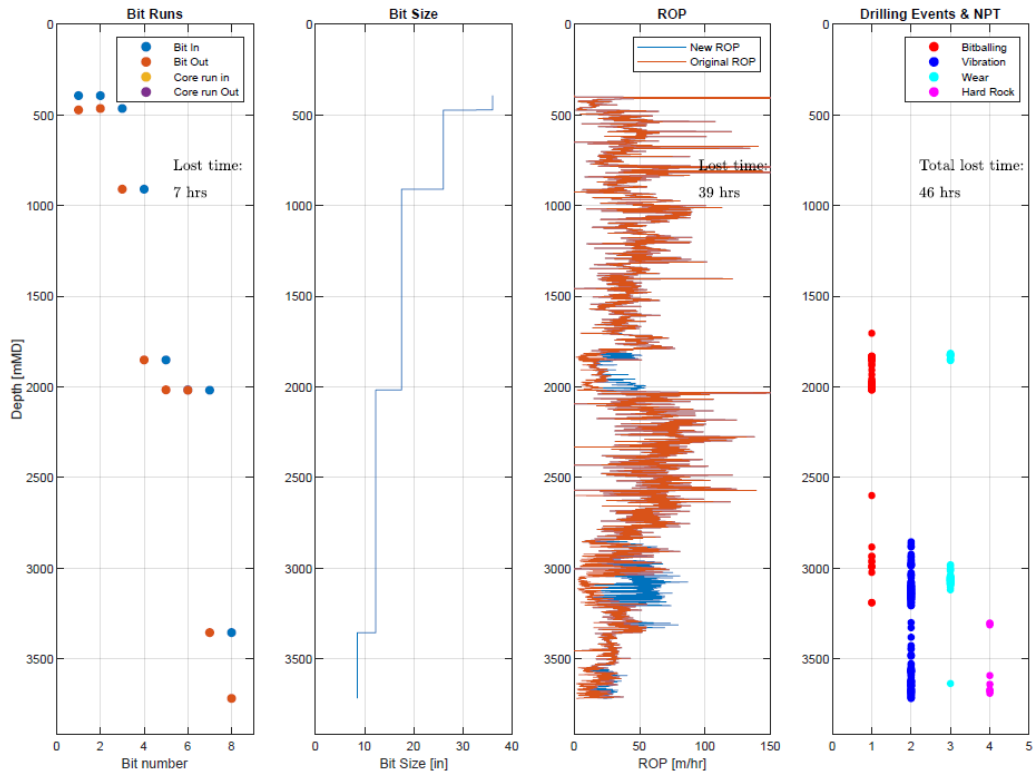 Bit Runs
Bit In
Bit Out
Core run in
Core run Out
Lost time:
7 hrs
0
500
1000
1500
2000
2500
3000
3500
Depth [mMD]
0 2 4 6 8
Bit number
Bit Size
0
500
1000
1500
2000
2500
3000
3500
0 10 20 30 40
Bit Size [in]
ROP
New ROP
Original ROP
Lost time:
39 hrs
0
500
1000
1500
2000
2500
3000
3500
0 50 100 150
ROP [m/hr]
Drilling Events & NPT
Bitballing
Vibration
Wear
Hard Rock
Total lost time:
46 hrs
0
500
1000
1500
2000
2500
3000
3500
0 1 2 3 4 5